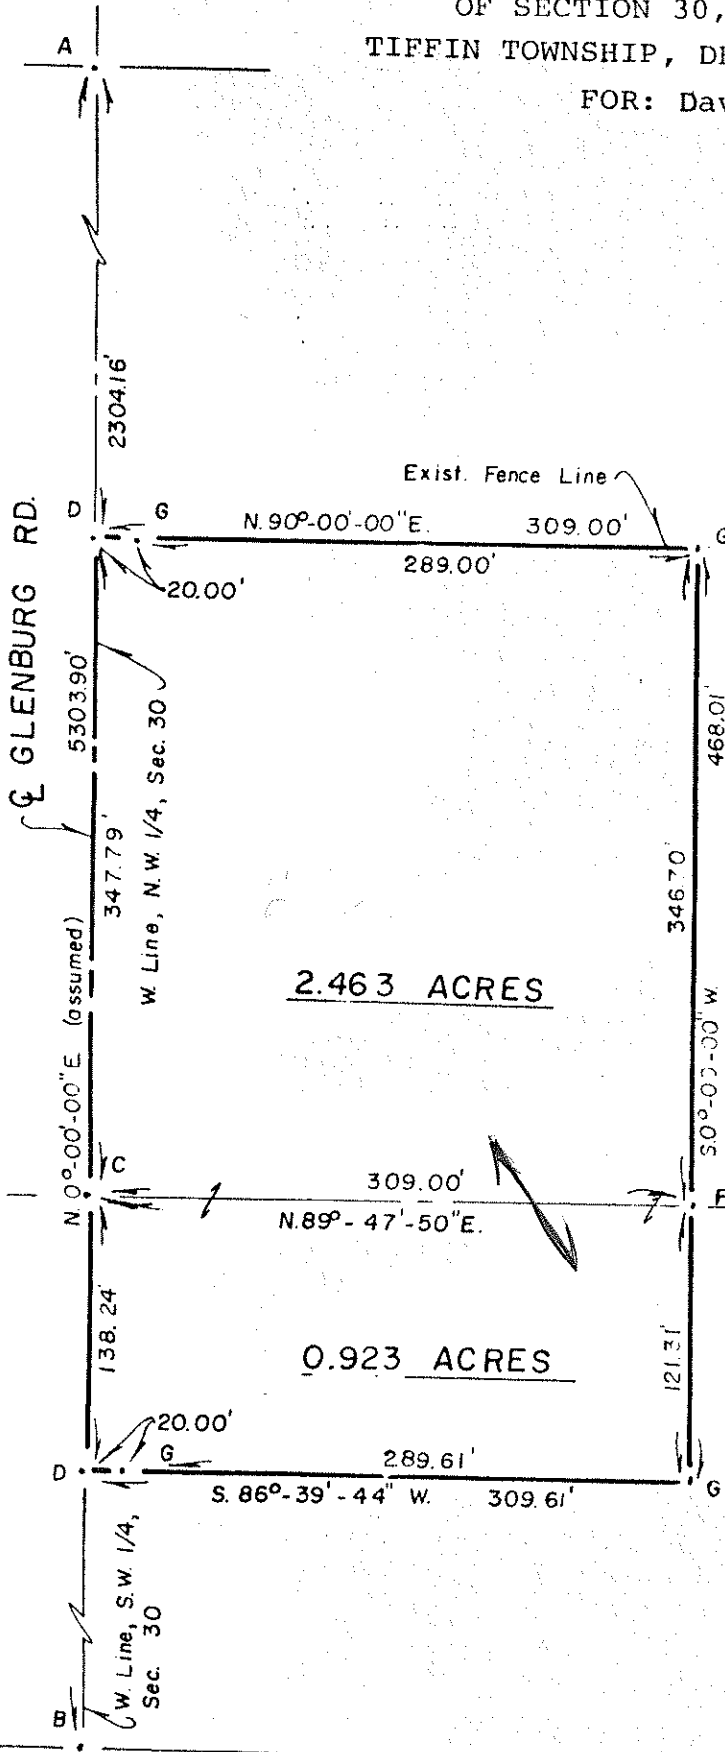 OF SECTION 30,
TIFFIN TOWNSHIP,
FOR:
A
2304.16'
Exist. Fence Line
D
G
N. 90°-00'-00" E.
309.00'
G
289.00'
20.00'
℄ GLENBURG RD.
5303.90'
W. Line, N.W. 1/4, Sec. 30
468.01'
347.79'
346.70'
N. 0°-00'-00" E. (assumed)
2.463 ACRES
S. 0°-00'-00" W.
C
309.00'
N. 89°-47'-50" E.
138.24'
0.923 ACRES
121.31'
20.00'
D
G
289.61'
S. 86°-39'-44" W.
309.61'
G
W. Line, S.W. 1/4,
Sec. 30
B